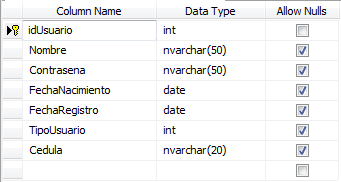 Column Name Data Type Allow Nulls
idUsuario int
Nombre nvarchar(50)
Contrasena nvarchar(50)
FechaNacimiento date
FechaRegistro date
TipoUsuario int
Cedula nvarchar(20)